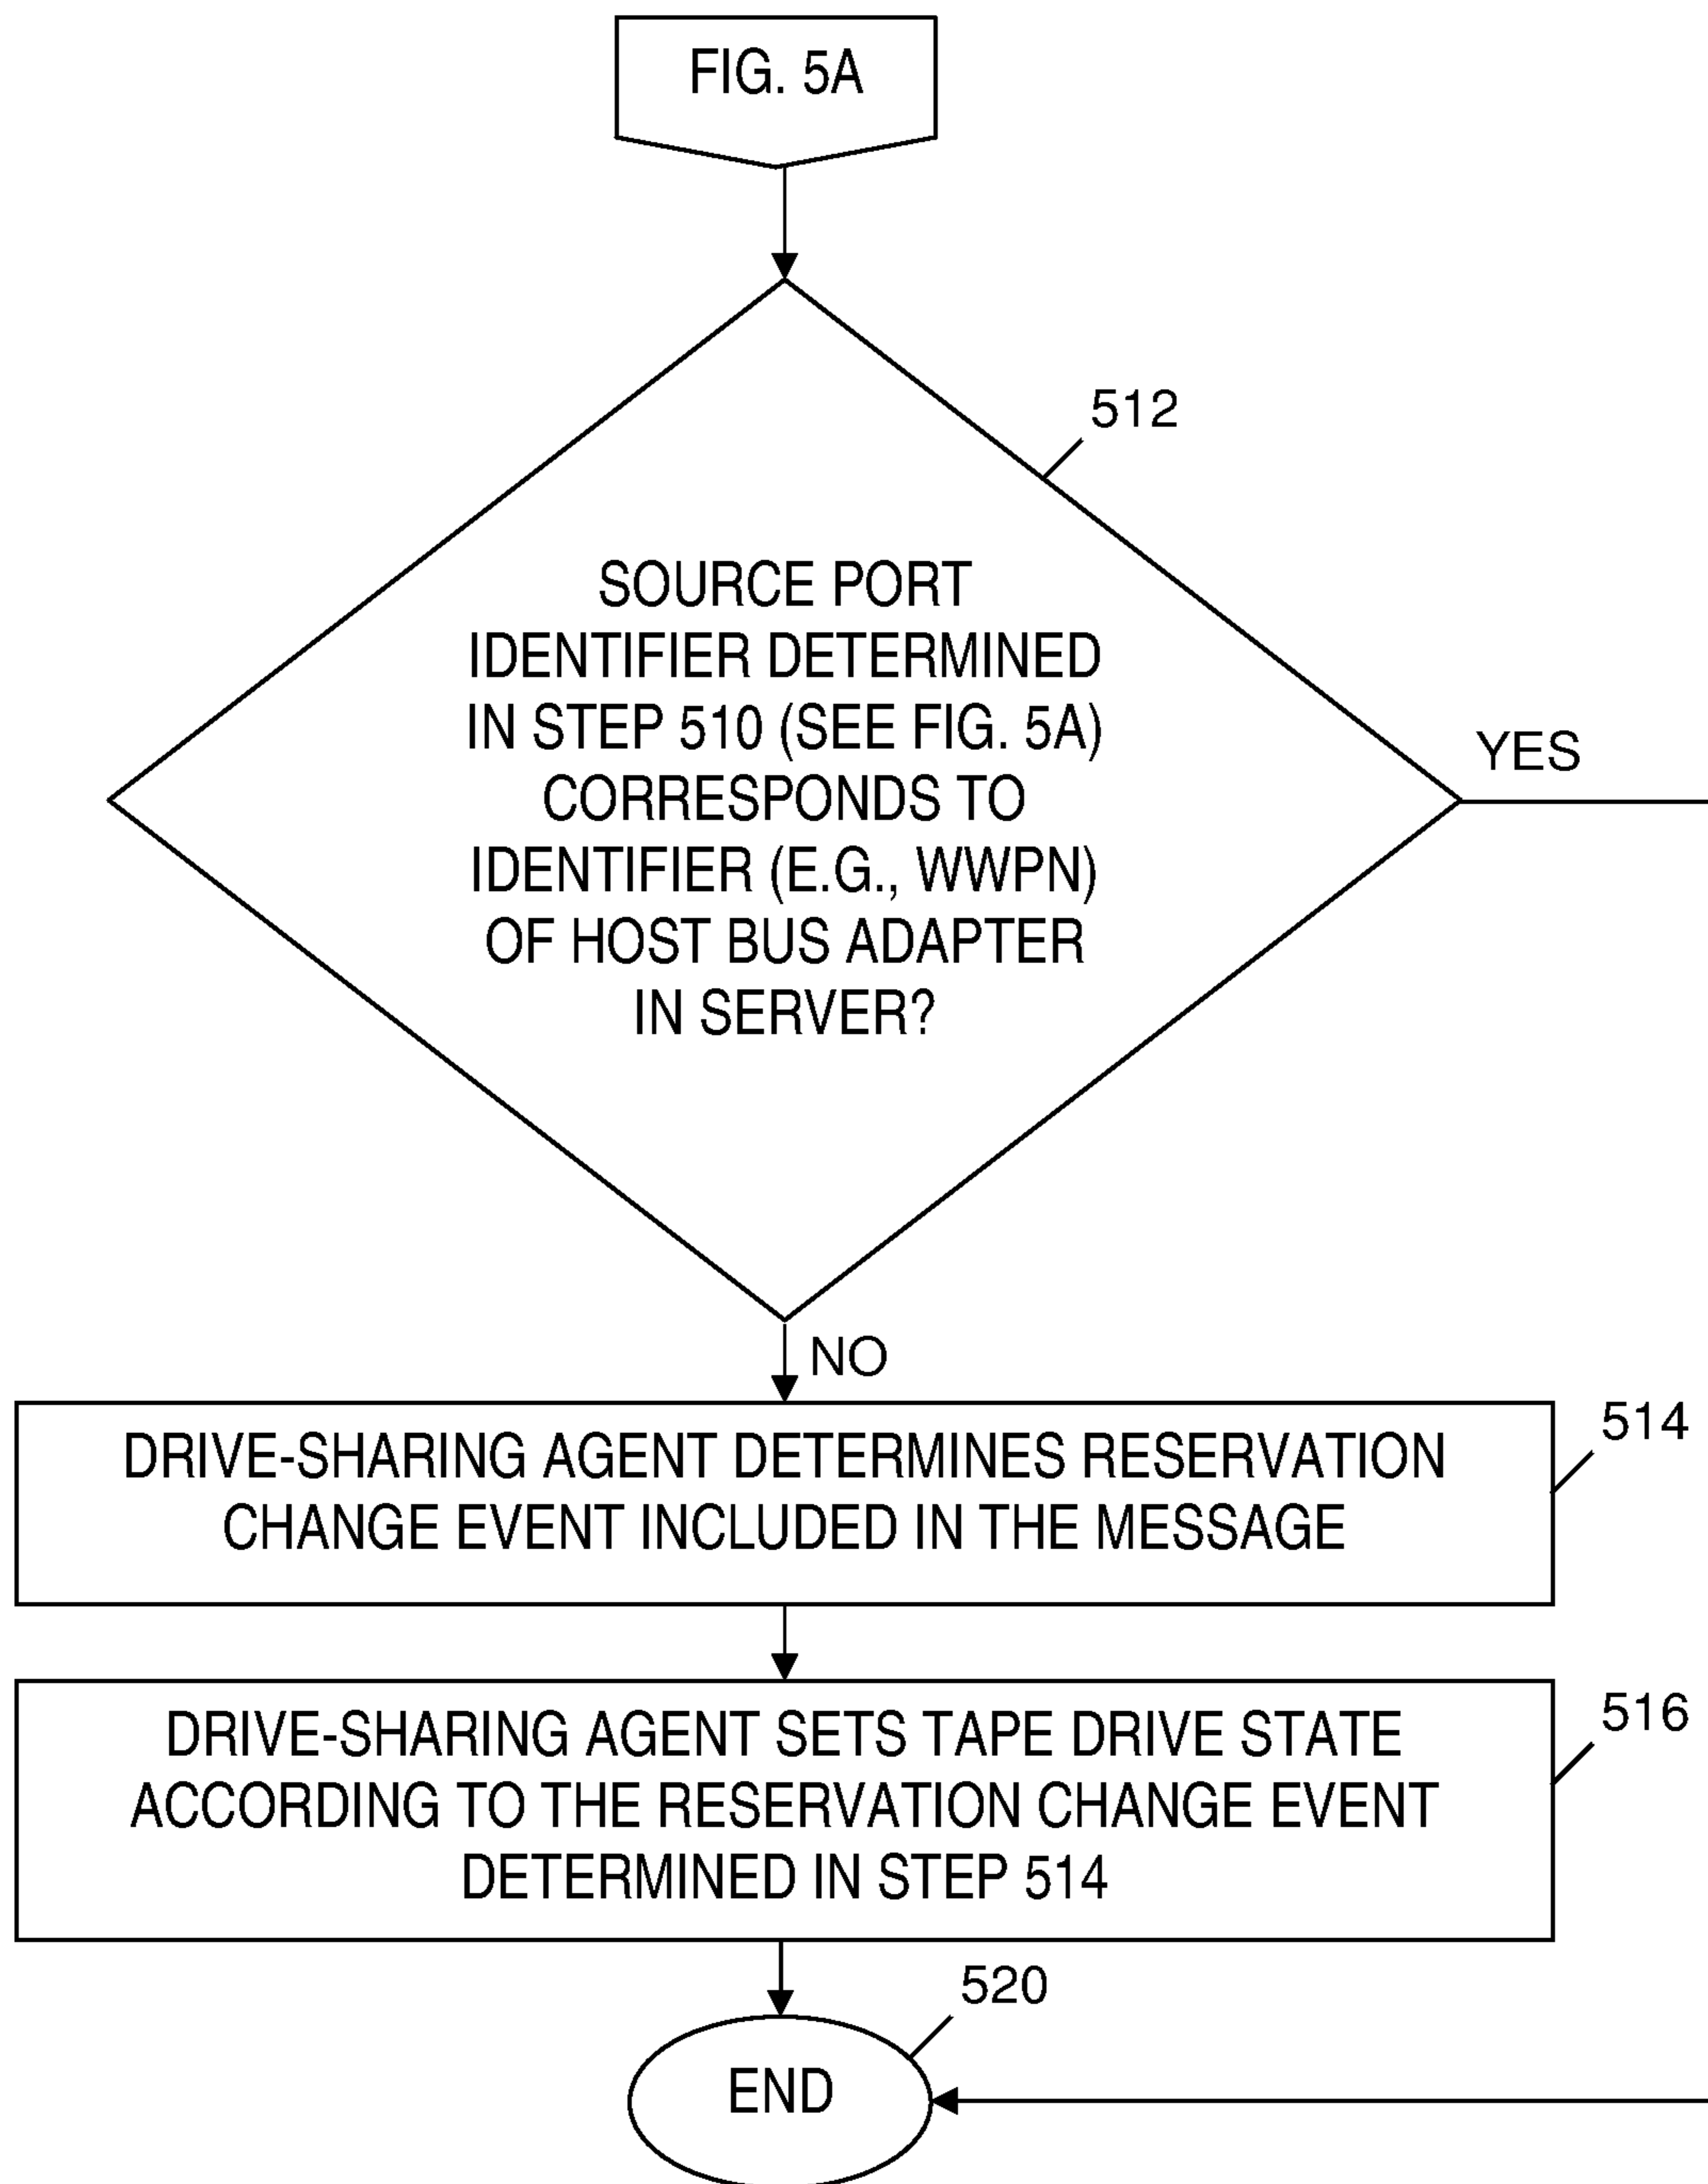 FIG. 5A
512
SOURCE PORT
IDENTIFIER DETERMINED
IN STEP 510 (SEE FIG. 5A)
CORRESPONDS TO
IDENTIFIER (E.G., WWPN)
OF HOST BUS ADAPTER
IN SERVER?
YES
NO
514
DRIVE-SHARING AGENT DETERMINES RESERVATION
CHANGE EVENT INCLUDED IN THE MESSAGE
516
DRIVE-SHARING AGENT SETS TAPE DRIVE STATE
ACCORDING TO THE RESERVATION CHANGE EVENT
DETERMINED IN STEP 514
520
END